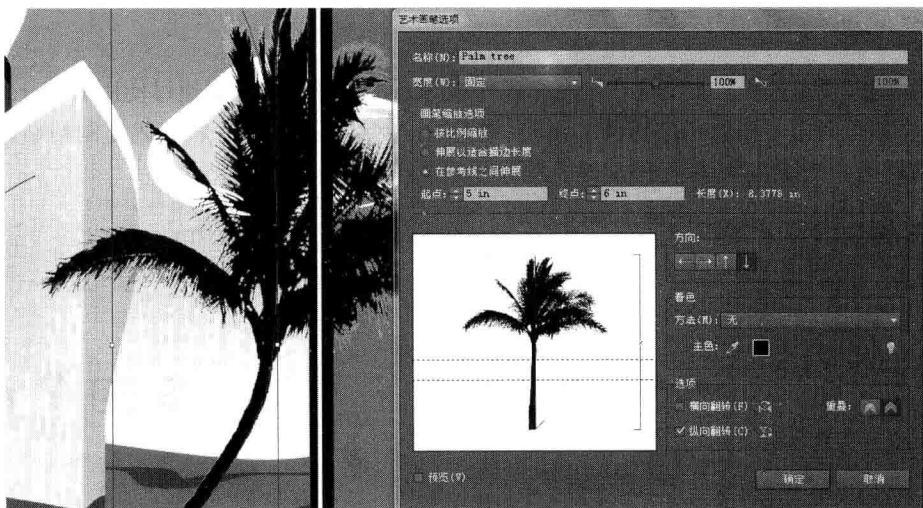 艺术画笔选项
名称(N): Palm tree
宽度(W): 固定 100% 100%
画笔缩放选项
按比例缩放
伸展以适合描边长度
在参考线之间伸展
起点: 5 in 终点: 6 in 长度(X): 8.3778 in
方向:
着色
方法(M): 无
主色:
选项
横向翻转(F) 重叠:
纵向翻转(C)
预览(V)
确定 取消